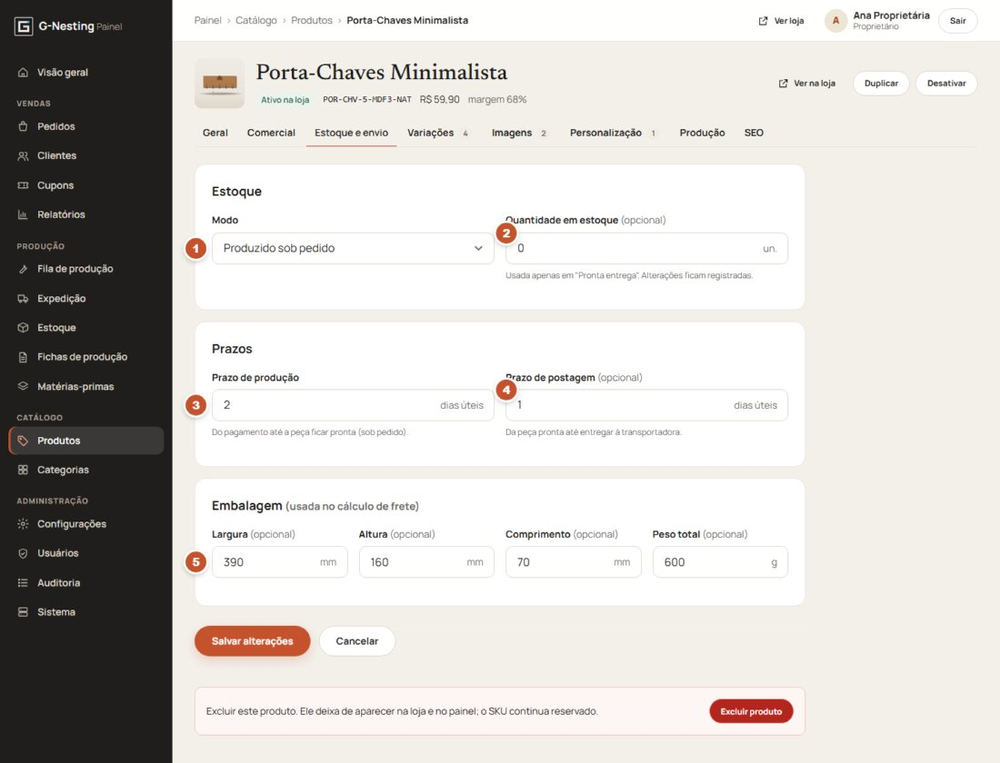 G-Nesting Painel
Painel › Catálogo › Produtos › Porta-Chaves Minimalista
Ver loja
A
Ana Proprietária
Proprietário
Sair
Visão geral
VENDAS
Pedidos
Clientes
Cupons
Relatórios
PRODUÇÃO
Fila de produção
Expedição
Estoque
Fichas de produção
Matérias-primas
CATÁLOGO
Produtos
Categorias
ADMINISTRAÇÃO
Configurações
Usuários
Auditoria
Sistema
Porta-Chaves Minimalista
Ativo na loja POR-CHV-5-MDF3-NAT R$ 59,90 margem 68%
Ver na loja
Duplicar
Desativar
Geral Comercial Estoque e envio Variações 4 Imagens 2 Personalização 1 Produção SEO
Estoque
Modo
1
Produzido sob pedido
Quantidade em estoque (opcional)
2
0 un.
Usada apenas em "Pronta entrega". Alterações ficam registradas.
Prazos
Prazo de produção
3
2 dias úteis
Do pagamento até a peça ficar pronta (sob pedido).
Prazo de postagem (opcional)
4
1 dias úteis
Da peça pronta até entregar à transportadora.
Embalagem (usada no cálculo de frete)
Largura (opcional) Altura (opcional) Comprimento (opcional) Peso total (opcional)
5
390 mm 160 mm 70 mm 600 g
Salvar alterações
Cancelar
Excluir este produto. Ele deixa de aparecer na loja e no painel; o SKU continua reservado.
Excluir produto